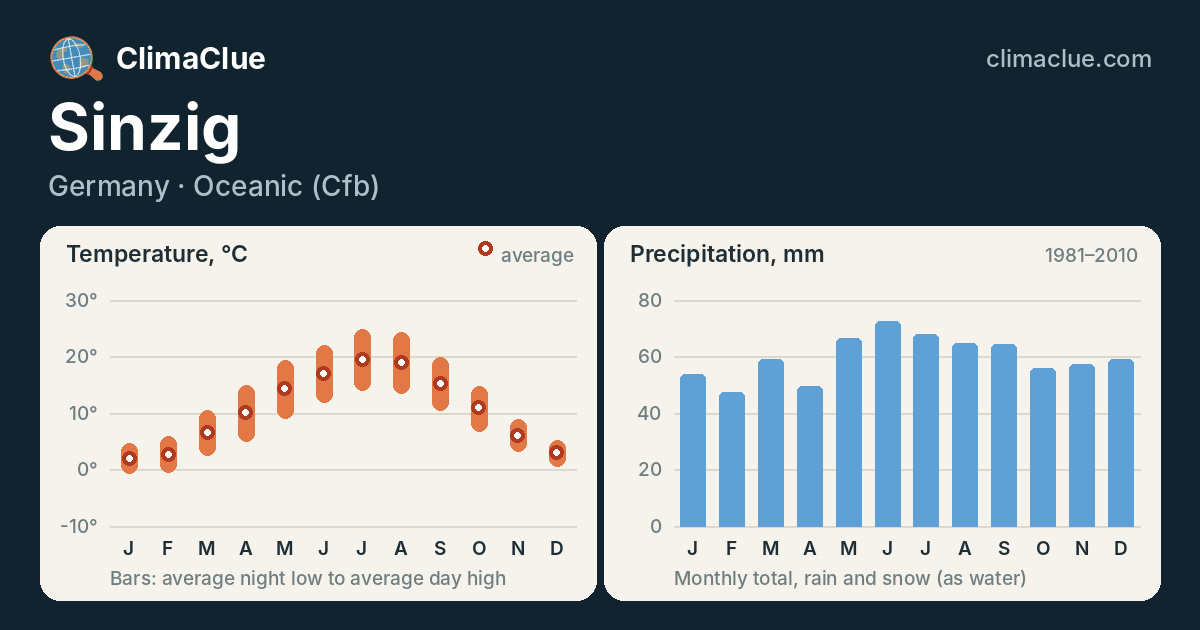 ClimaClue
climaclue.com
Sinzig
Germany · Oceanic (Cfb)
Temperature, °C
average
30°
20°
10°
0°
-10°
J F M A M J J A S O N D
Bars: average night low to average day high
Precipitation, mm
1981–2010
80
60
40
20
0
J F M A M J J A S O N D
Monthly total, rain and snow (as water)